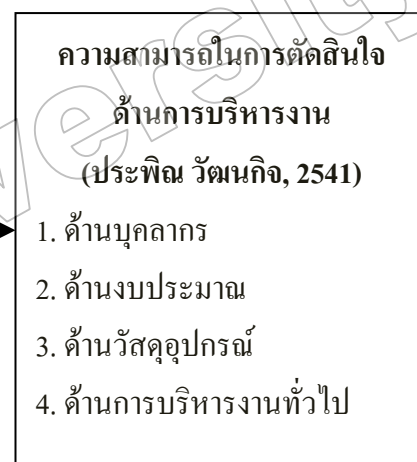 ความสามารถในการตัดสินใจ
ด้านการบริหารงาน
(ประพิณ วัฒนกิจ, 2541)
1. ด้านบุคลากร
2. ด้านงบประมาณ
3. ด้านวัสดุอุปกรณ์
4. ด้านการบริหารงานทั่วไป